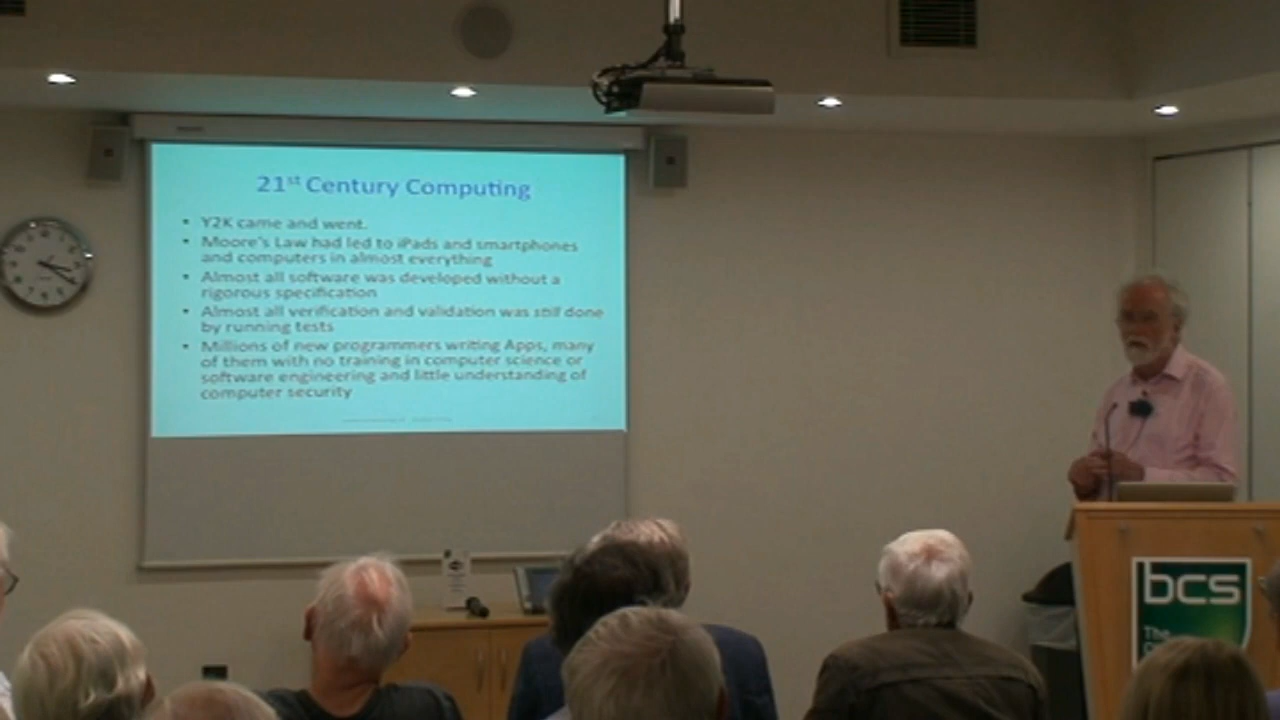 21st Century Computing
• Y2K came and went.
• Moore's Law had led to iPads and smartphones
and computers in almost everything
• Almost all software was developed without a
rigorous specification
• Almost all verification and validation was still done
by running tests
• Millions of new programmers writing Apps, many
of them with no training in computer science or
software engineering and little understanding of
computer security
bcs
The